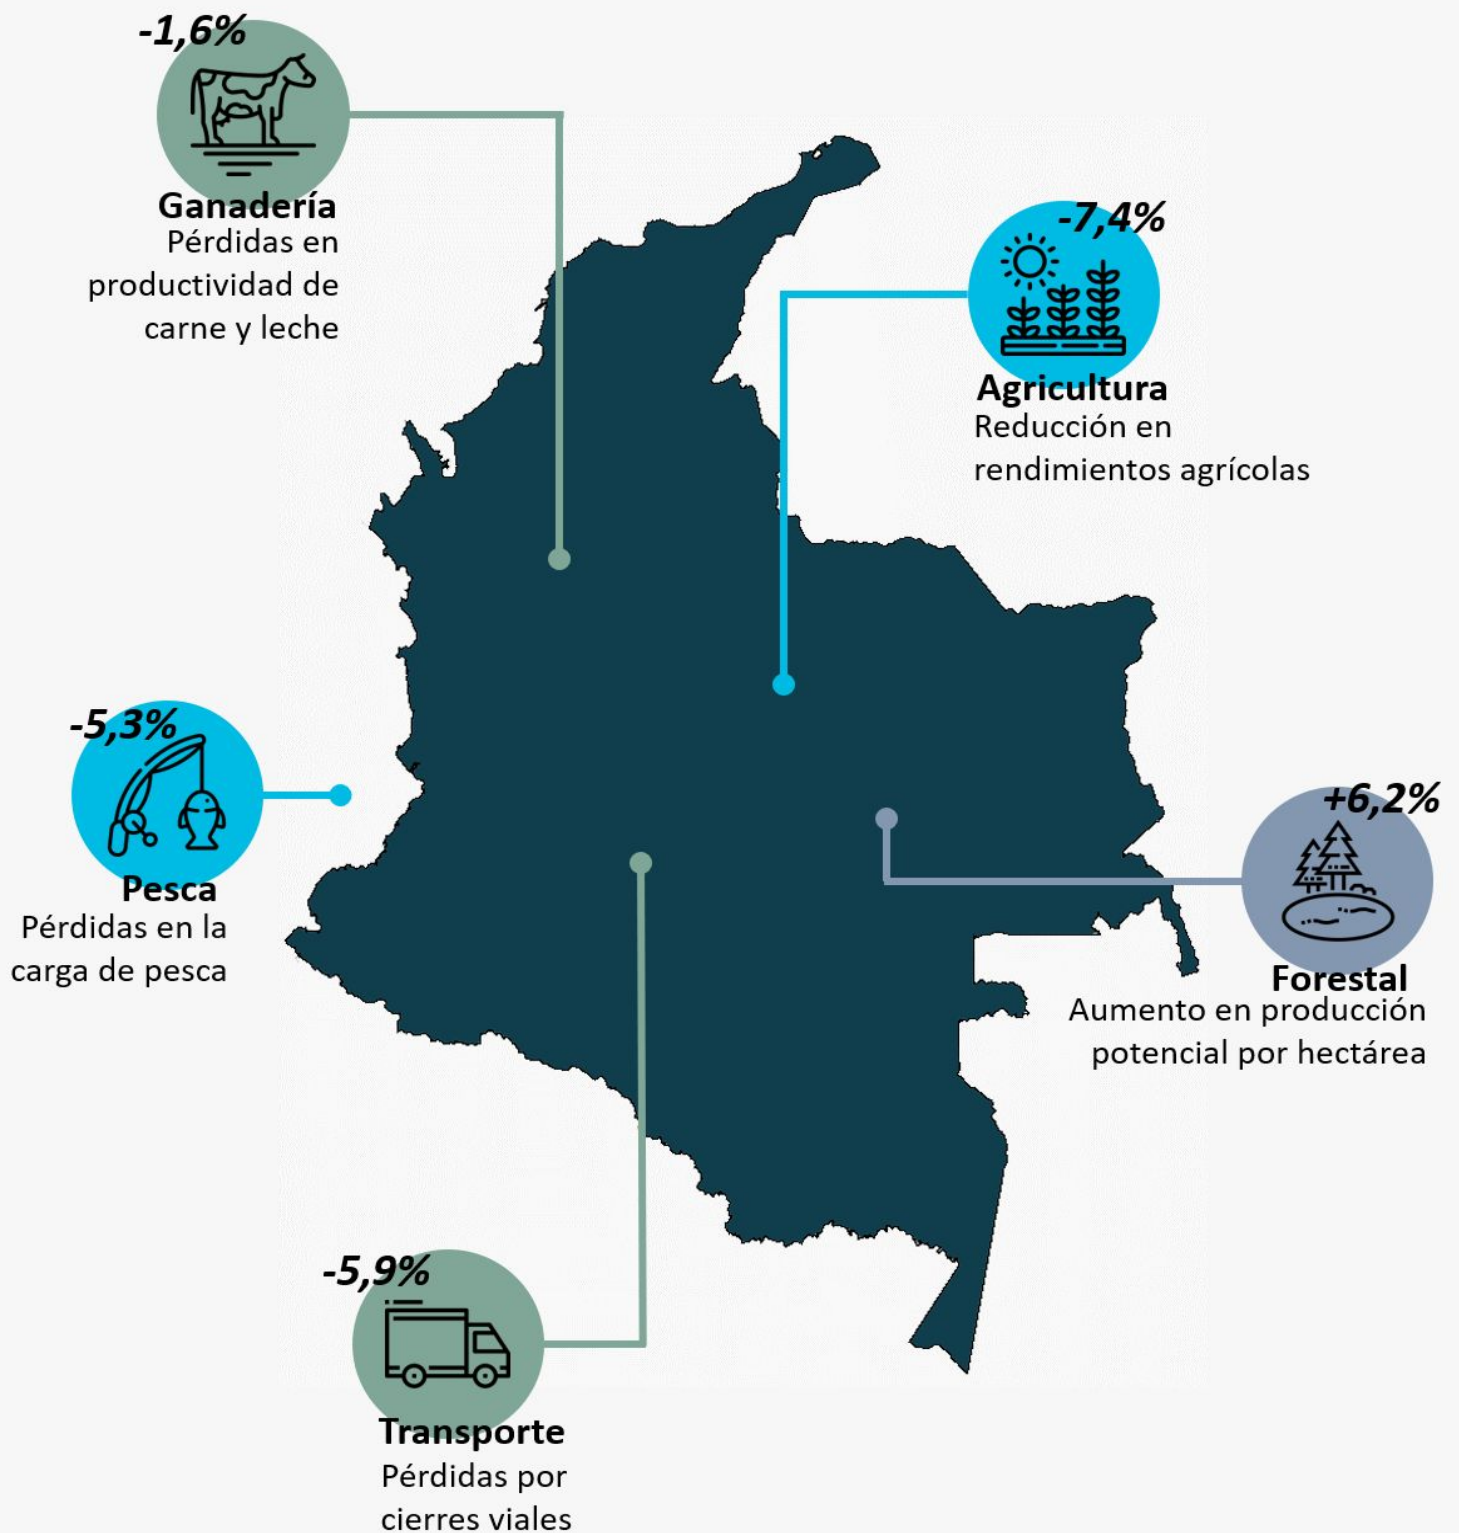 -1,6%
Ganadería
Pérdidas en
productividad de
carne y leche
-7,4%
Agricultura
Reducción en
rendimientos agrícolas
-5,3%
Pesca
Pérdidas en la
carga de pesca
+6,2%
Forestal
Aumento en producción
potencial por hectárea
-5,9%
Transporte
Pérdidas por
cierres viales